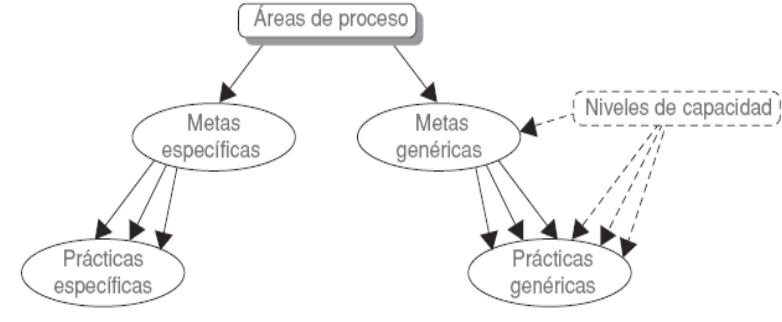 Áreas de proceso
Metas
específicas
Metas
genéricas
Niveles de capacidad
Prácticas
específicas
Prácticas
genéricas